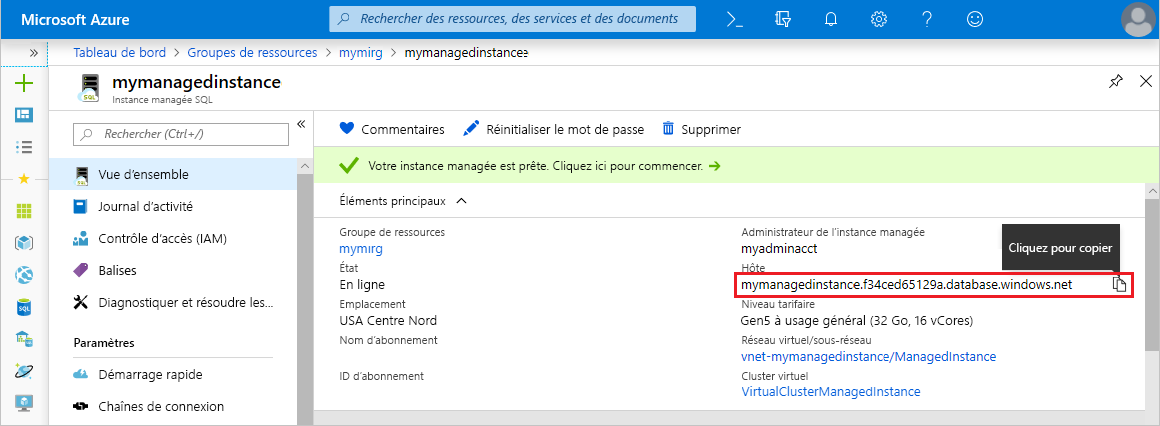 Microsoft Azure
Rechercher des ressources, des services et des documents
Tableau de bord > Groupes de ressources > mymirg > mymanagedinstance
mymanagedinstance
Instance managée SQL
SQL
Rechercher (Ctrl+/)
Vue d'ensemble
Journal d'activité
Contrôle d'accès (IAM)
Balises
Diagnostiquer et résoudre les...
Paramètres
Démarrage rapide
Chaînes de connexion
Commentaires
Réinitialiser le mot de passe
Supprimer
Votre instance managée est prête. Cliquez ici pour commencer.
Éléments principaux
Groupe de ressources
mymirg
État
En ligne
Emplacement
USA Centre Nord
Nom d'abonnement
ID d'abonnement
Administrateur de l'instance managée
myadminacct
Cliquez pour copier
Hôte
mymanagedinstance.f34ced65129a.database.windows.net
Niveau tarifaire
Gen5 à usage général (32 Go, 16 vCores)
Réseau virtuel/sous-réseau
vnet-mymanagedinstance/ManagedInstance
Cluster virtuel
VirtualClusterManagedInstance